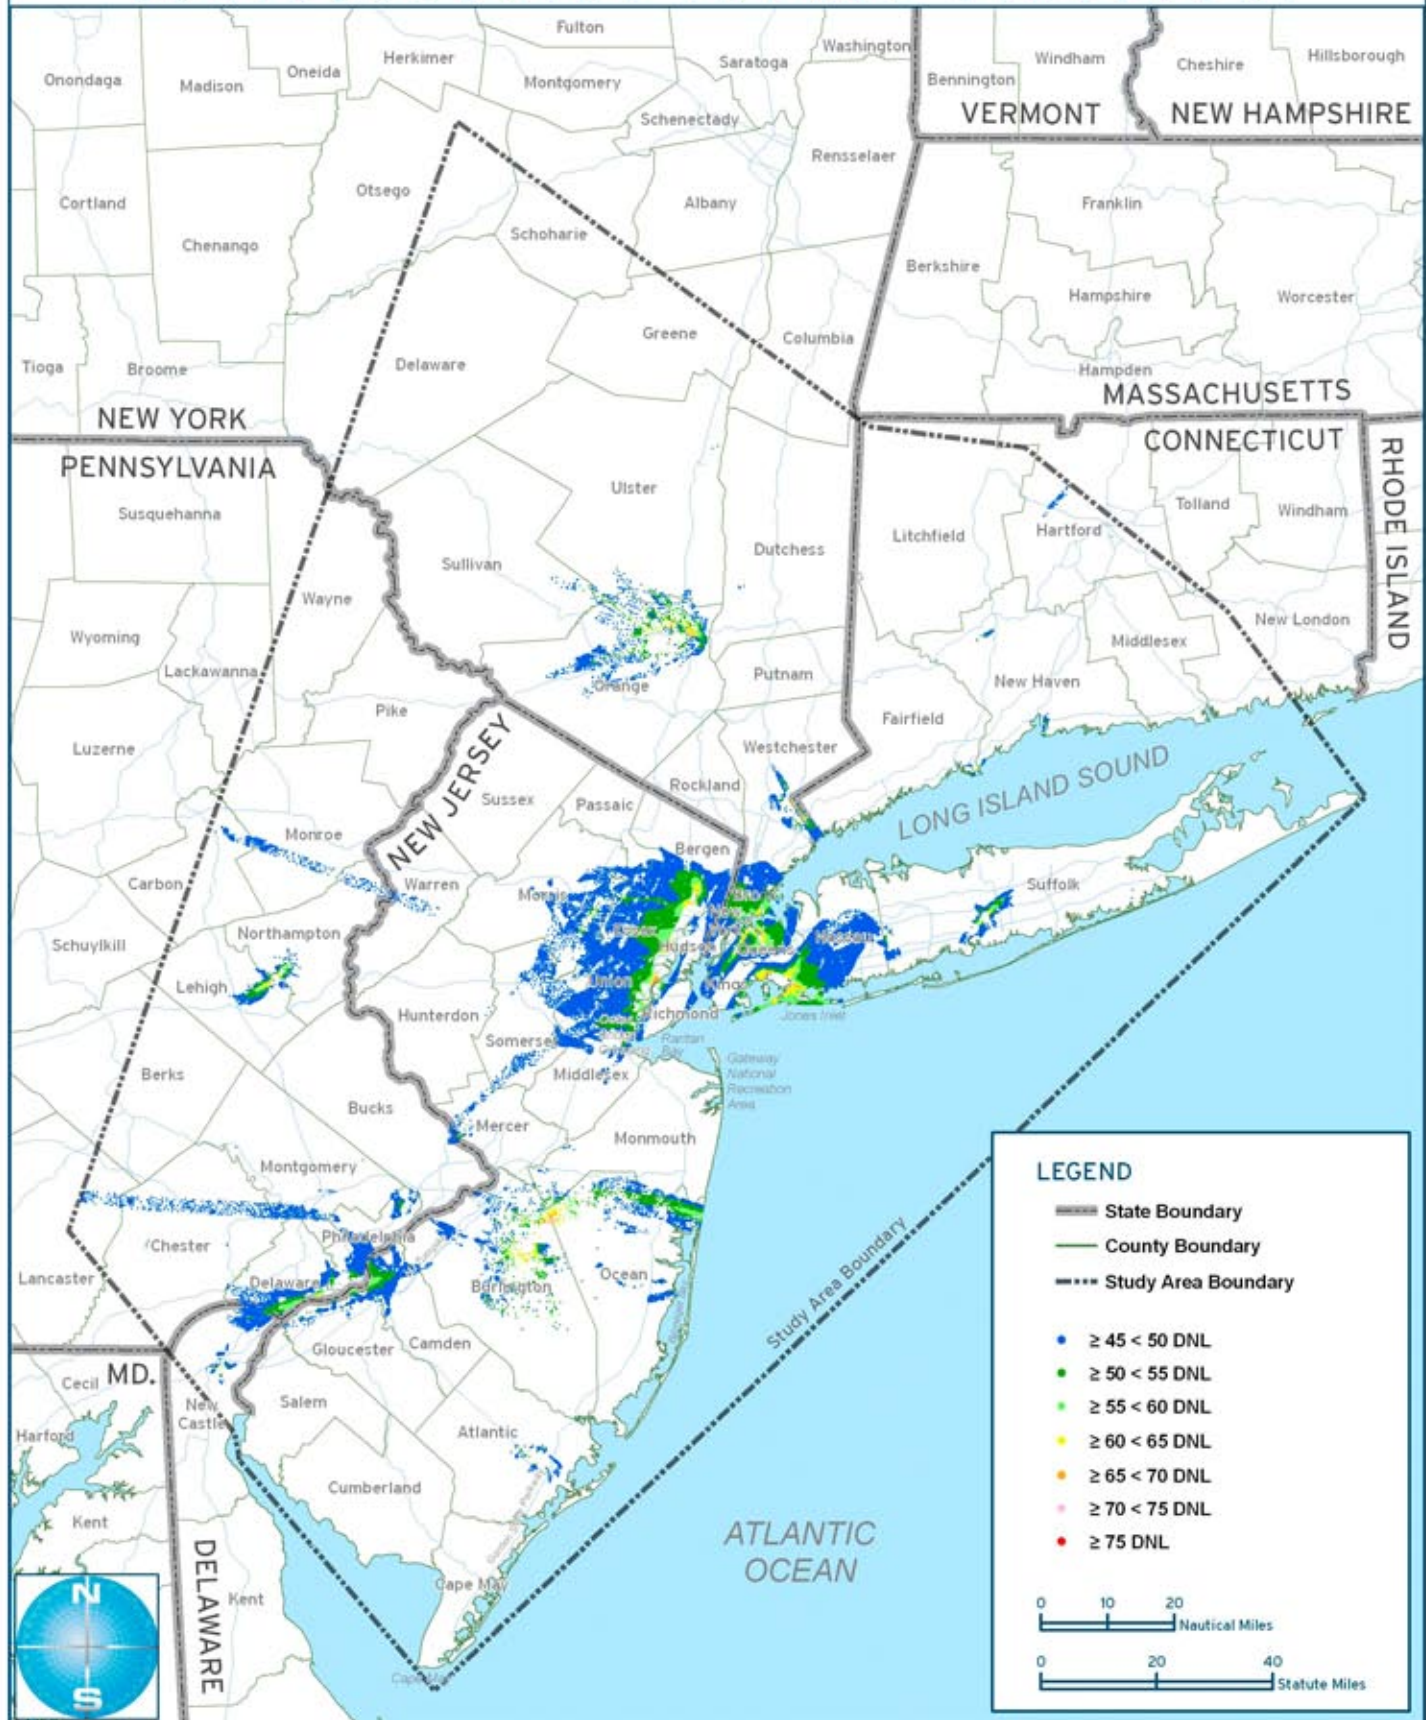 Fulton
Washington
Herkimer
Windham
Hillsborough
Saratoga
Cheshire
Oneida
Onondaga
Madison
Montgomery
Bennington
VERMONT
NEW HAMPSHIRE
Schenectady
Rensselaer
Otsego
Cortland
Albany
Franklin
Schoharie
Chenango
Berkshire
Hampshire
Worcester
Greene
Columbia
Tioga
Broome
Delaware
Hampden
MASSACHUSETTS
NEW YORK
CONNECTICUT
PENNSYLVANIA
RHODE ISLAND
Ulster
Susquehanna
Tolland
Windham
Hartford
Litchfield
Dutchess
Sullivan
Wayne
New London
Wyoming
Middlesex
Lackawanna
Putnam
Orange
New Haven
Pike
Fairfield
Luzerne
Westchester
NEW JERSEY
LONG ISLAND SOUND
Rockland
Sussex
Passaic
Monroe
Bergen
Carbon
Warren
Morris
Suffolk
Essex
Northampton
Schuylkill
Hudson
Nassau
Lehigh
Union
Kings
Hunterdon
Richmond
Jones Inlet
Somerset
Raritan
Bay
Gateway
National
Recreation
Area
Berks
Middlesex
Bucks
Mercer
Monmouth
Montgomery
Philadelphia
Chester
Lancaster
Delaware
Burlington
Ocean
Study Area Boundary
Gloucester
Camden
MD.
Cecil
New
Castle
Salem
Harford
Atlantic
Cumberland
Kent
ATLANTIC
OCEAN
DELAWARE
Cape May
Kent
Cape May
N
S
LEGEND
State Boundary
County Boundary
Study Area Boundary
≥ 45 < 50 DNL
≥ 50 < 55 DNL
≥ 55 < 60 DNL
≥ 60 < 65 DNL
≥ 65 < 70 DNL
≥ 70 < 75 DNL
≥ 75 DNL
0 10 20
Nautical Miles
0 20 40
Statute Miles